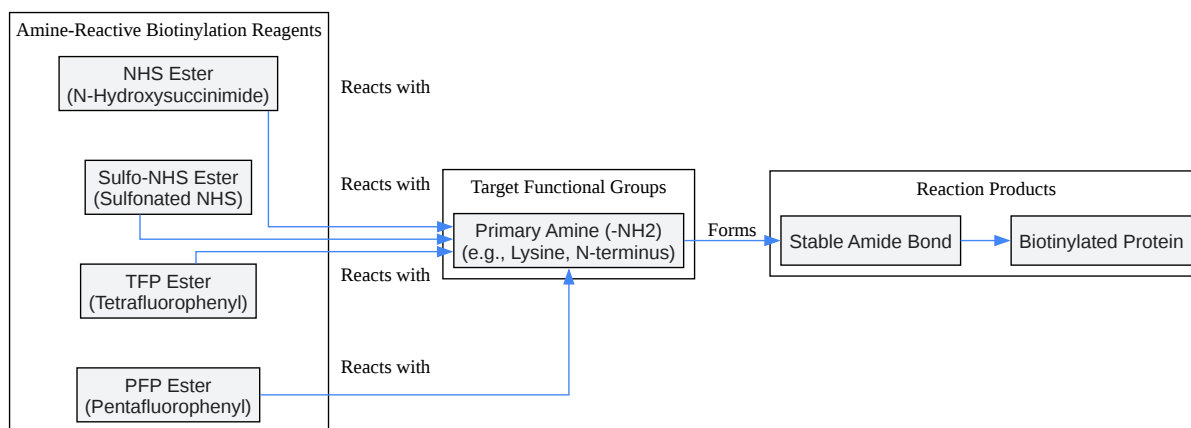 Amine-Reactive Biotinylation Reagents
NHS Ester
(N-Hydroxysuccinimide)
Reacts with
Sulfo-NHS Ester
(Sulfonated NHS)
Reacts with
TFP Ester
(Tetrafluorophenyl)
Reacts with
PFP Ester
(Pentafluorophenyl)
Reacts with
Target Functional Groups
Primary Amine (-NH2)
(e.g., Lysine, N-terminus)
Forms
Reaction Products
Stable Amide Bond
Biotinylated Protein